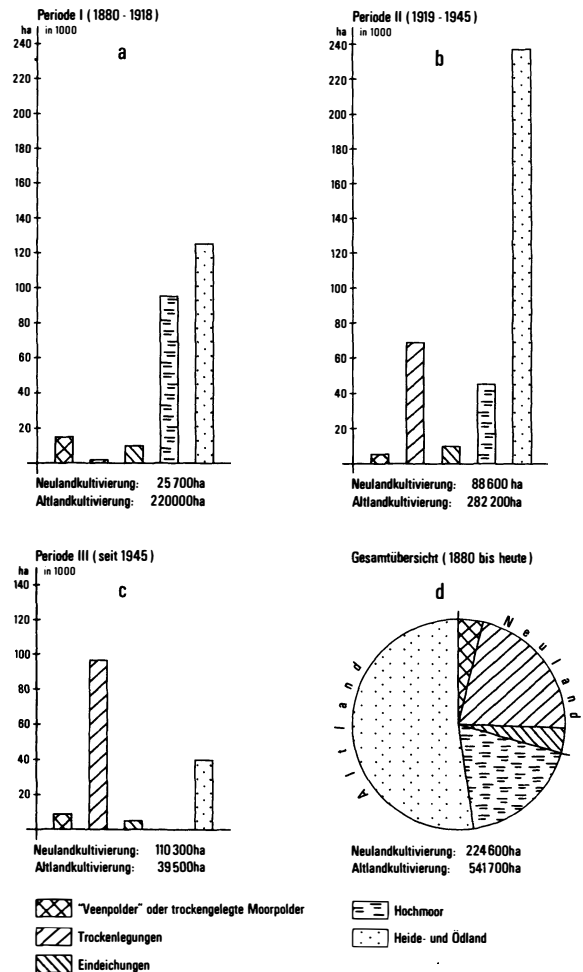 Periode I ( 1880 - 1918 )
ha in 1000
a
240
220
200
180
160
140
120
100
80
60
40
20
Neulandkultivierung: 25 700ha
Altlandkultivierung: 220000ha
Periode II ( 1919 - 1945 )
ha in 1000
b
240
220
200
180
160
140
120
100
80
60
40
20
Neulandkultivierung: 88 600 ha
Altlandkultivierung: 282 200ha
Periode III ( seit 1945 )
ha in 1000
c
140
120
100
80
60
40
20
Neulandkultivierung: 110 300ha
Altlandkultivierung: 39 500ha
Gesamtübersicht ( 1880 bis heute )
d
Neuland
Altland
Neulandkultivierung: 224 600ha
Altlandkultivierung: 541700ha
"Veenpolder" oder trockengelegte Moorpolder
Trockenlegungen
Eindeichungen
Hochmoor
Heide- und Ödland